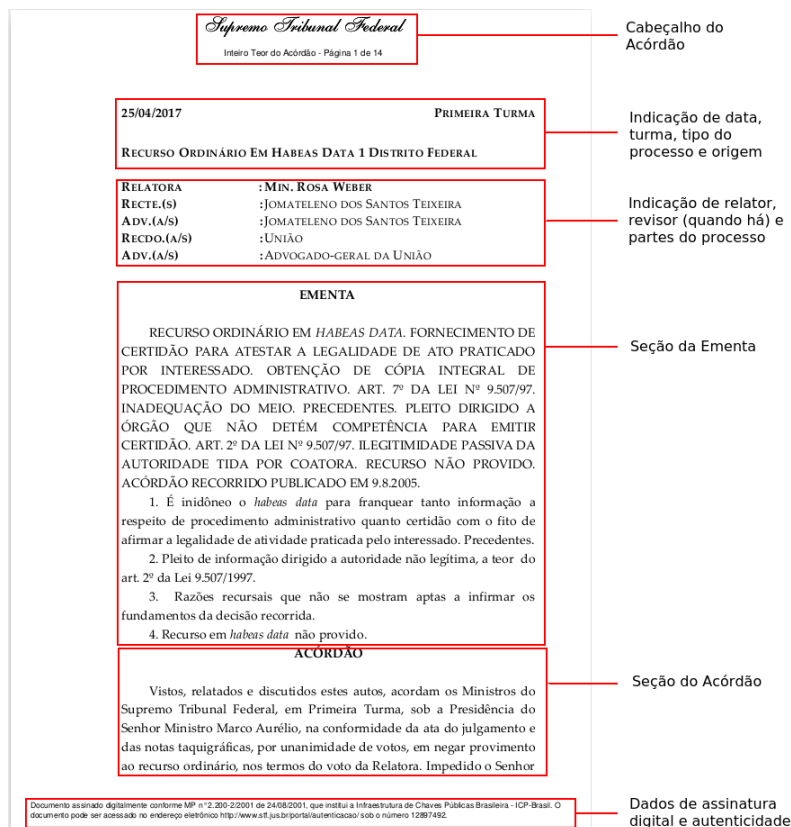 Supremo Tribunal Federal
Inteiro Teor do Acórdão - Página 1 de 14
Cabeçalho do
Acórdão
25/04/2017 PRIMEIRA TURMA
RECURSO ORDINÁRIO EM HABEAS DATA 1 DISTRITO FEDERAL
Indicação de data,
turma, tipo do
processo e origem
RELATORA : MIN. ROSA WEBER
RECTE.(S) :JOMATELENO DOS SANTOS TEIXEIRA
ADV.(A/S) :JOMATELENO DOS SANTOS TEIXEIRA
RECDO.(A/S) :UNIÃO
ADV.(A/S) :ADVOGADO-GERAL DA UNIÃO
Indicação de relator,
revisor (quando há) e
partes do processo
EMENTA
RECURSO ORDINÁRIO EM HABEAS DATA. FORNECIMENTO DE
CERTIDÃO PARA ATESTAR A LEGALIDADE DE ATO PRATICADO
POR INTERESSADO. OBTENÇÃO DE CÓPIA INTEGRAL DE
PROCEDIMENTO ADMINISTRATIVO. ART. 7º DA LEI Nº 9.507/97.
INADEQUAÇÃO DO MEIO. PRECEDENTES. PLEITO DIRIGIDO A
ÓRGÃO QUE NÃO DETÉM COMPETÊNCIA PARA EMITIR
CERTIDÃO. ART. 2º DA LEI Nº 9.507/97. ILEGITIMIDADE PASSIVA DA
AUTORIDADE TIDA POR COATORA. RECURSO NÃO PROVIDO.
ACÓRDÃO RECORRIDO PUBLICADO EM 9.8.2005.
1. É inidôneo o habeas data para franquear tanto informação a
respeito de procedimento administrativo quanto certidão com o fito de
afirmar a legalidade de atividade praticada pelo interessado. Precedentes.
2. Pleito de informação dirigido a autoridade não legítima, a teor do
art. 2º da Lei 9.507/1997.
3. Razões recursais que não se mostram aptas a infirmar os
fundamentos da decisão recorrida.
4. Recurso em habeas data não provido.
Seção da Ementa
ACÓRDÃO
Vistos, relatados e discutidos estes autos, acordam os Ministros do
Supremo Tribunal Federal, em Primeira Turma, sob a Presidência do
Senhor Ministro Marco Aurélio, na conformidade da ata do julgamento e
das notas taquigráficas, por unanimidade de votos, em negar provimento
ao recurso ordinário, nos termos do voto da Relatora. Impedido o Senhor
Seção do Acórdão
Documento assinado digitalmente conforme MP n° 2.200-2/2001 de 24/08/2001, que institui a Infraestrutura de Chaves Públicas Brasileira - ICP-Brasil. O
documento pode ser acessado no endereço eletrônico http://www.stf.jus.br/portal/autenticacao/ sob o número 12897492.
Dados de assinatura
digital e autenticidade